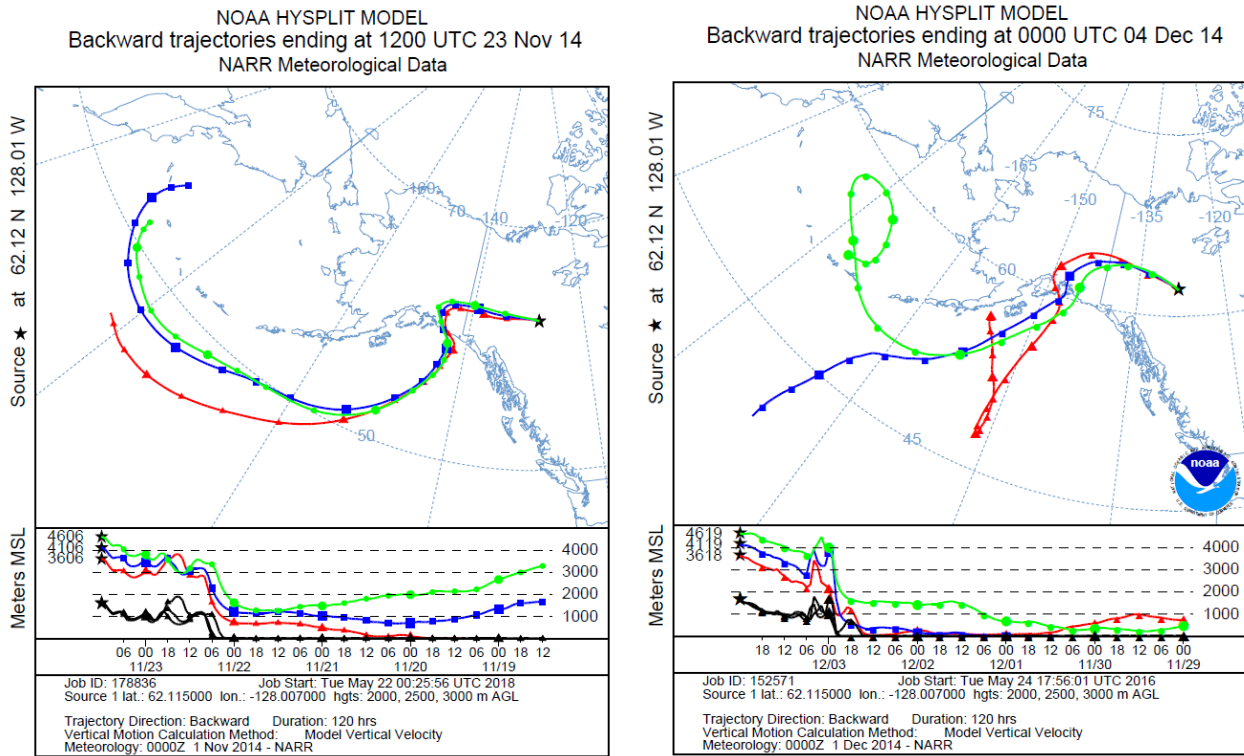 NOAA HYSPLIT MODEL
Backward trajectories ending at 1200 UTC 23 Nov 14
NARR Meteorological Data
Source ★ at 62.12 N 128.01 W
160
70
140
-120
50
Meters MSL
4606
4106
3606
4000
3000
2000
1000
06 00 18 12 06 00 18 12 06 00 18 12 06 00 18 12 06 00 18 12
11/23 11/22 11/21 11/20 11/19
Job ID: 178836 Job Start: Tue May 22 00:25:56 UTC 2018
Source 1 lat.: 62.115000 lon.: -128.007000 hgts: 2000, 2500, 3000 m AGL
Trajectory Direction: Backward Duration: 120 hrs
Vertical Motion Calculation Method: Model Vertical Velocity
Meteorology: 0000Z 1 Nov 2014 - NARR
NOAA HYSPLIT MODEL
Backward trajectories ending at 0000 UTC 04 Dec 14
NARR Meteorological Data
Source ★ at 62.12 N 128.01 W
-75
-165
-150
-135
-120
60
45
noaa
Meters MSL
4619
4119
3618
4000
3000
2000
1000
18 12 06 00 18 12 06 00 18 12 06 00 18 12 06 00 18 12 06 00
12/03 12/02 12/01 11/30 11/29
Job ID: 152571 Job Start: Tue May 24 17:56:01 UTC 2016
Source 1 lat.: 62.115000 lon.: -128.007000 hgts: 2000, 2500, 3000 m AGL
Trajectory Direction: Backward Duration: 120 hrs
Vertical Motion Calculation Method: Model Vertical Velocity
Meteorology: 0000Z 1 Dec 2014 - NARR